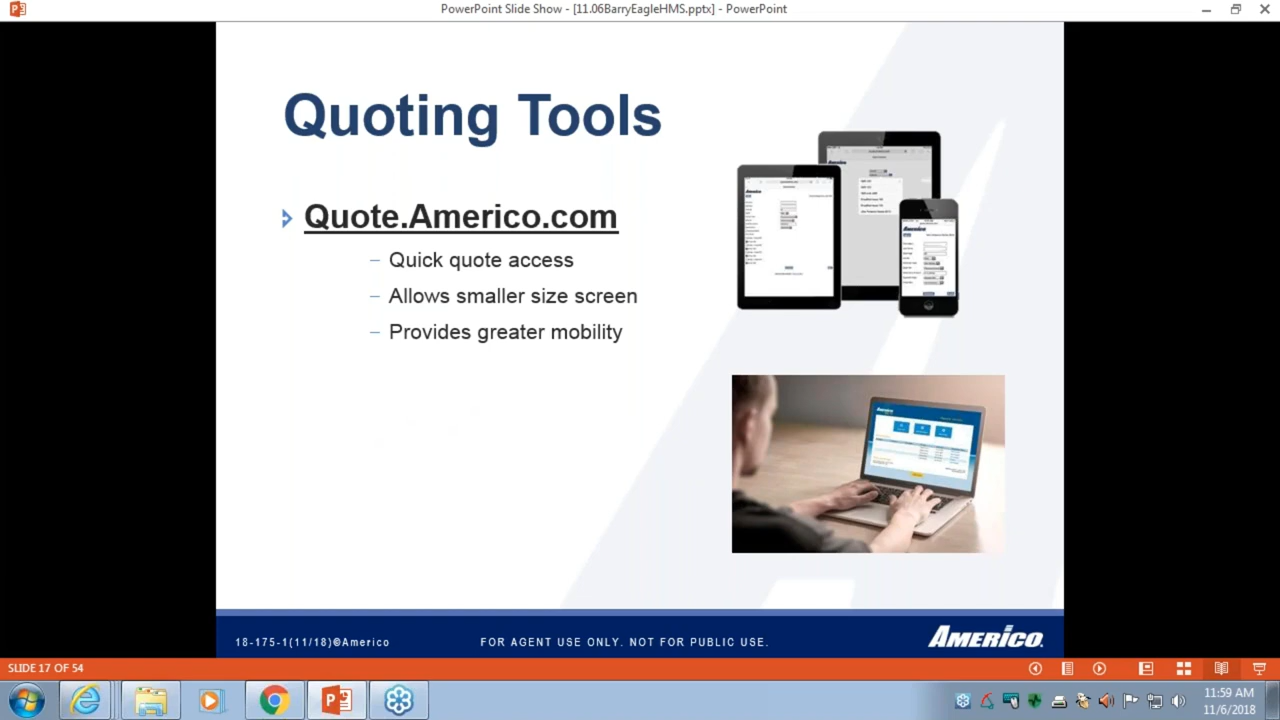 PowerPoint Slide Show - [11.06BarryEagleHMS.pptx] - PowerPoint
Quoting Tools
Quote.Americo.com
– Quick quote access
– Allows smaller size screen
– Provides greater mobility
18-175-1(11/18)©Americo
FOR AGENT USE ONLY. NOT FOR PUBLIC USE.
AMERICO.
SLIDE 17 OF 54
11:59 AM
11/6/2018